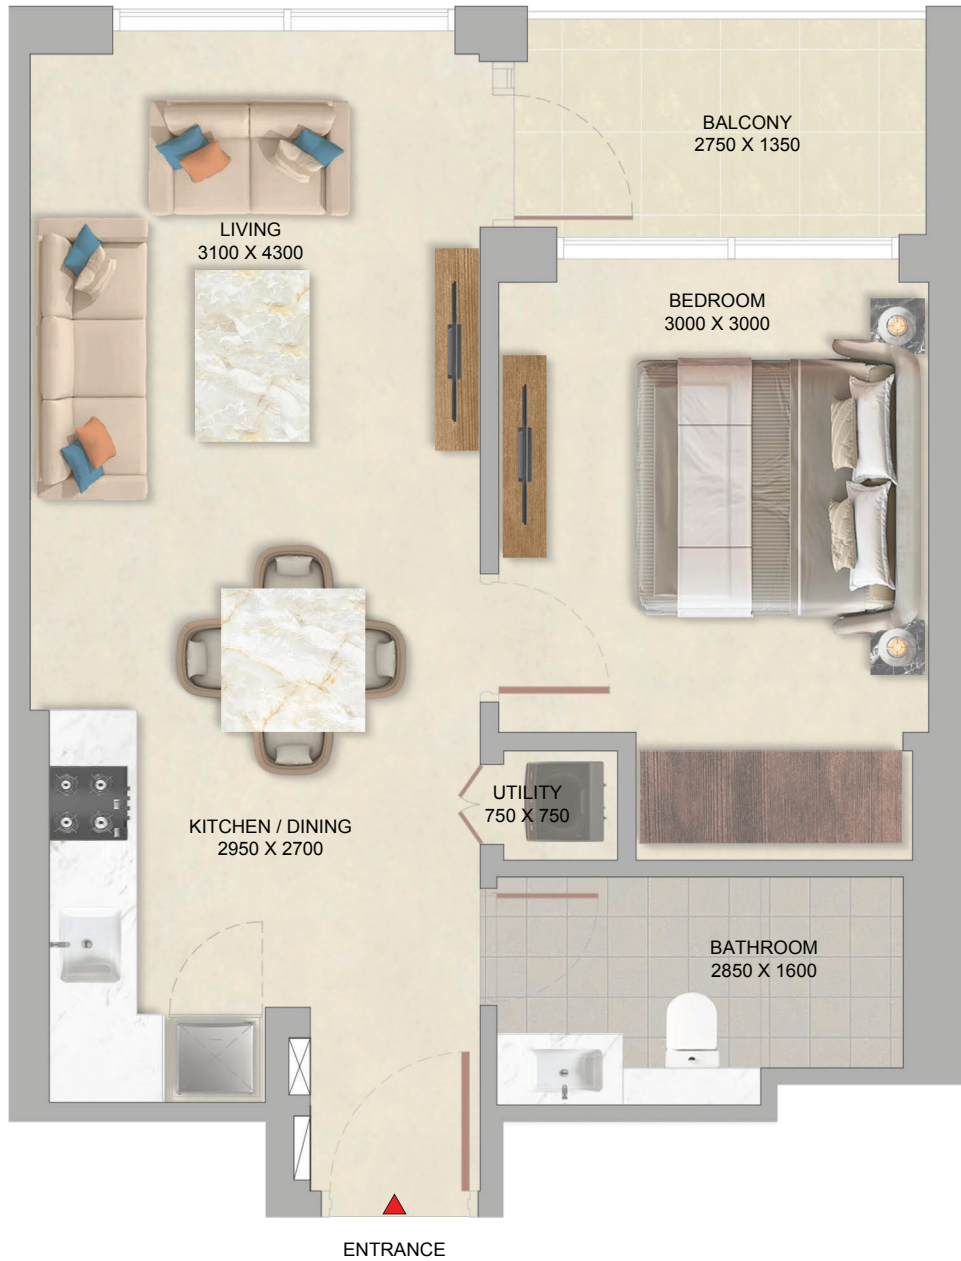 BALCONY
2750 X 1350
LIVING
3100 X 4300
BEDROOM
3000 X 3000
UTILITY
750 X 750
KITCHEN / DINING
2950 X 2700
BATHROOM
2850 X 1600
ENTRANCE